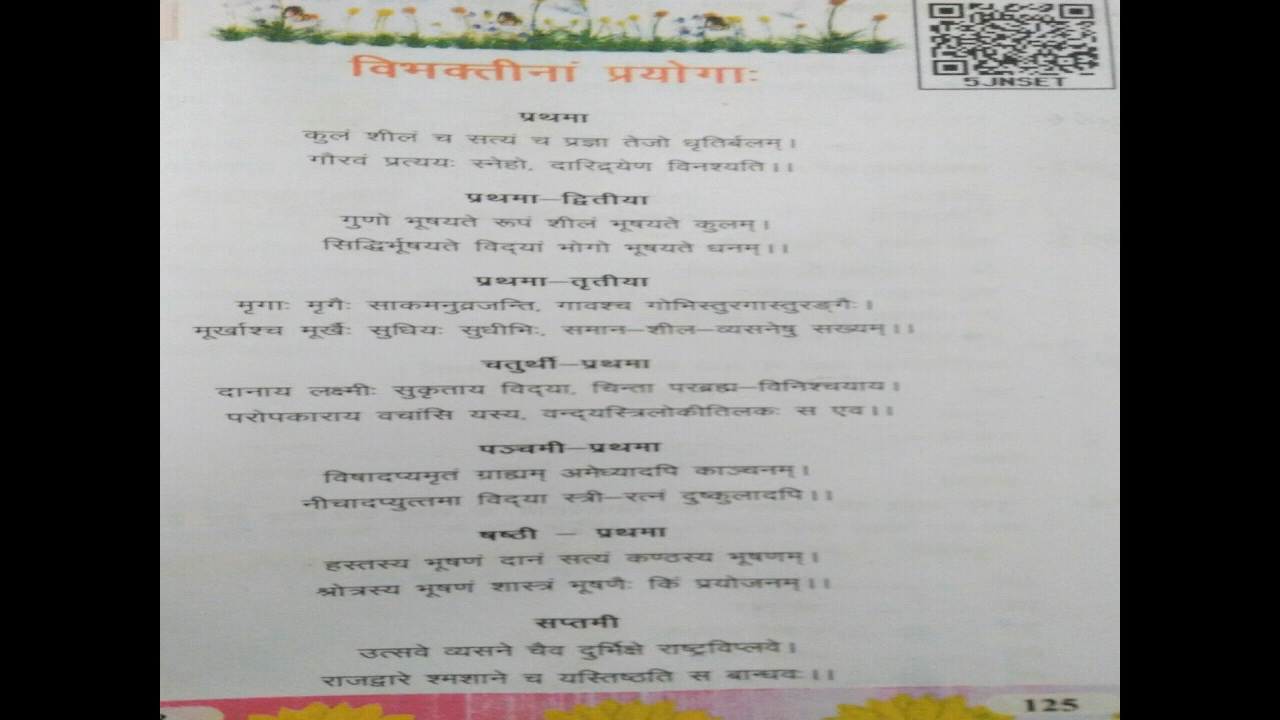 5JNSET
विभक्तीनां प्रयोगाः
प्रथमा
कुलं शीलं च सत्यं च प्रज्ञा तेजो धृतिर्बलम्।
गौरवं प्रत्ययः स्नेहो, दारिद्र्येण विनश्यति।।
प्रथमा–द्वितीया
गुणो भूषयते रूपं शीलं भूषयते कुलम्।
सिद्धिर्भूषयते विद्‌यां भोगो भूषयते धनम्।।
प्रथमा–तृतीया
मृगाः मृगैः साकमनुव्रजन्ति, गावश्च गोभिस्तुरगास्तुरङ्गैः।
मूर्खाश्च मूर्खैः सुधियः सुधीभिः, समान–शील–व्यसनेषु सख्यम्।।
चतुर्थी–प्रथमा
दानाय लक्ष्मीः सुकृताय विद्‌या, चिन्ता परब्रह्म–विनिश्चयाय।
परोपकाराय वचांसि यस्य, वन्द्‌यस्त्रिलोकीतिलकः स एव।।
पञ्चमी–प्रथमा
विषादप्यमृतं ग्राह्यम् अमेध्यादपि काञ्चनम्।
नीचादप्युत्तमा विद्‌या स्त्री–रत्नं दुष्कुलादपि।।
षष्ठी – प्रथमा
हस्तस्य भूषणं दानं सत्यं कण्ठस्य भूषणम्।
श्रोत्रस्य भूषणं शास्त्रं भूषणैः किं प्रयोजनम्।।
सप्तमी
उत्सवे व्यसने चैव दुर्भिक्षे राष्ट्रविप्लवे।
राजद्वारे श्मशाने च यस्तिष्ठति स बान्धवः।।
125